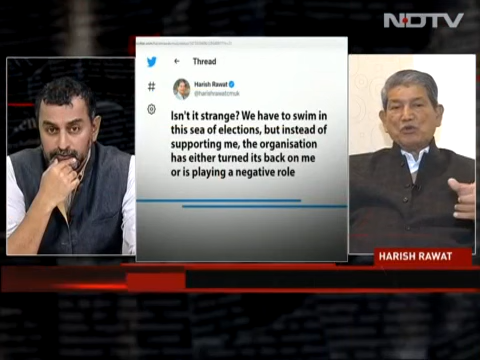 NDTV
Thread
Harish Rawat
@harishrawatcmuk
Isn't it strange? We have to swim in
this sea of elections, but instead of
supporting me, the organisation
has either turned its back on me
or is playing a negative role
HARISH RAWAT